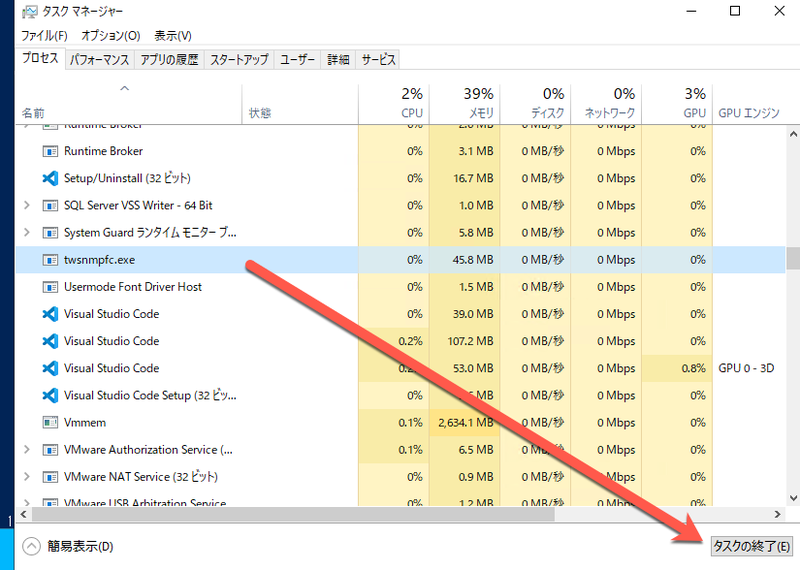 タスク マネージャー
ファイル(F) オプション(O) 表示(V)
プロセス パフォーマンス アプリの履歴 スタートアップ ユーザー 詳細 サービス
2% 39% 0% 0% 3%
名前 状態 CPU メモリ ディスク ネットワーク GPU GPU エンジン
Runtime Broker 0% 2.6 MB 0 MB/秒 0 Mbps 0%
Runtime Broker 0% 3.1 MB 0 MB/秒 0 Mbps 0%
Setup/Uninstall (32 ビット) 0% 16.7 MB 0 MB/秒 0 Mbps 0%
SQL Server VSS Writer - 64 Bit 0% 1.0 MB 0 MB/秒 0 Mbps 0%
System Guard ランタイム モニター ブ... 0% 5.8 MB 0 MB/秒 0 Mbps 0%
twsnmpfc.exe 0% 45.8 MB 0 MB/秒 0 Mbps 0%
Usermode Font Driver Host 0% 1.5 MB 0 MB/秒 0 Mbps 0%
Visual Studio Code 0% 39.0 MB 0 MB/秒 0 Mbps 0%
Visual Studio Code 0.2% 107.2 MB 0 MB/秒 0 Mbps 0%
Visual Studio Code 53.0 MB 0 MB/秒 0 Mbps 0.8% GPU 0 - 3D
Visual Studio Code Setup (32 ビッ... 0% MB 0 MB/秒 0 Mbps 0%
Vmmem 0.1% 2,634.1 MB 0 MB/秒 0 Mbps 0%
VMware Authorization Service (... 0.1% 6.5 MB 0 MB/秒 0 Mbps 0%
VMware NAT Service (32 ビット) 0% 0.9 MB 0 MB/秒 0 Mbps 0%
VMware USB Arbitration Service 0% 1.2 MB 0 MB/秒 0 Mbps 0%
1
簡易表示(D) タスクの終了(E)